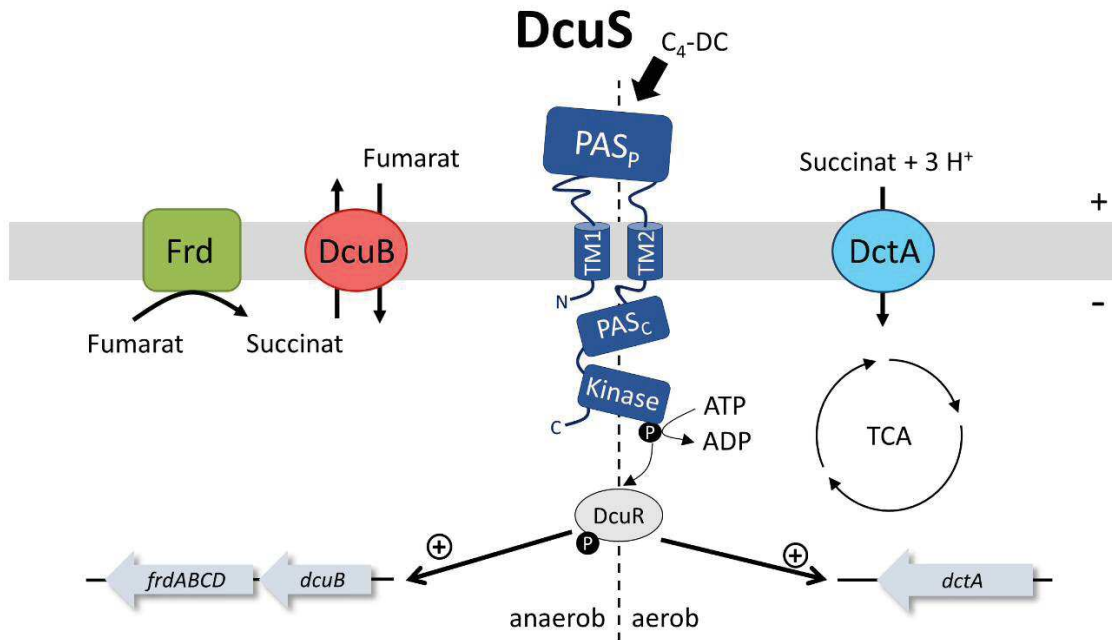 DcuS
C₄-DC
PASP
Fumarat
Succinat + 3 H⁺
+
Frd
DcuB
TM1
TM2
DctA
N
PASC
-
Fumarat
Succinat
Kinase
ATP
C
P
ADP
TCA
DcuR
P
+
+
frdABCD
dcuB
dctA
anaerob
aerob